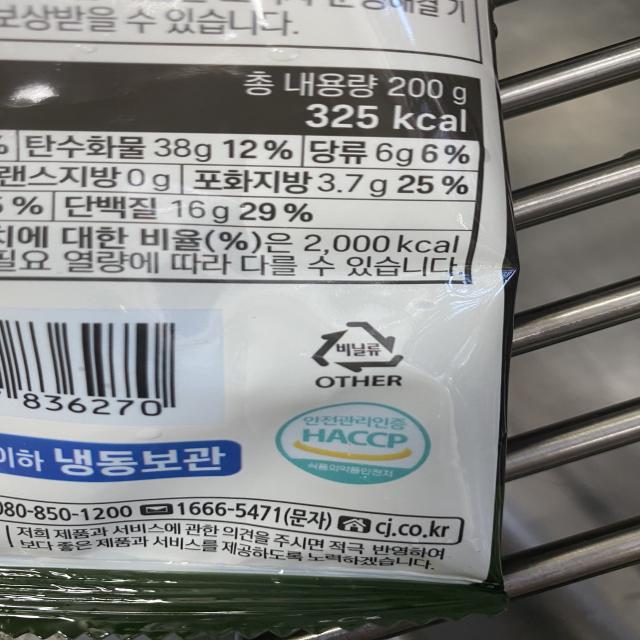 보상받을 수 있습니다.
총 내용량 200 g
325 kcal
% 탄수화물 38g 12 % 당류 6g 6%
랜스지방 0 g 포화지방 3.7 g 25 %
% 단백질 16 g 29 %
치에 대한 비율(%)은 2,000 kcal
필요 열량에 따라 다를 수 있습니다.
비닐류
OTHER
836270
안전관리인증
HACCP
식품의약품안전처
이하 냉동보관
080-850-1200 1666-5471(문자) cj.co.kr
저희 제품과 서비스에 관한 의견을 주시면 적극 반영하여
보다 좋은 제품과 서비스를 제공하도록 노력하겠습니다.